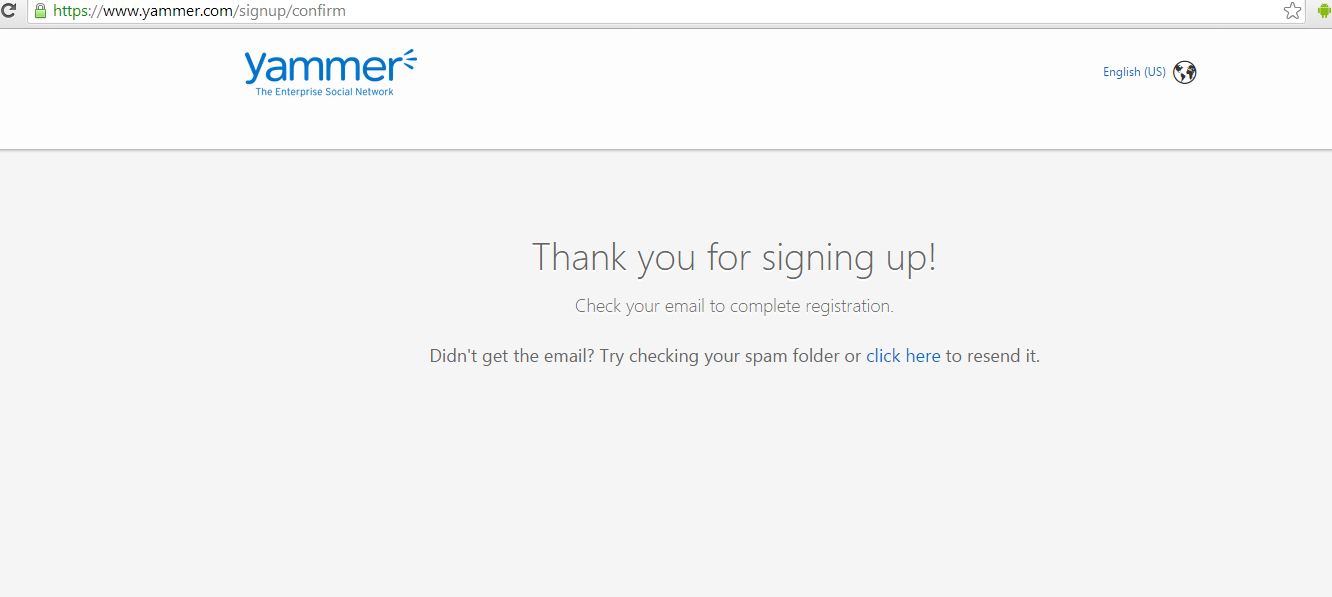 https://www.yammer.com/signup/confirm
yammer
The Enterprise Social Network
English (US)
Thank you for signing up!
Check your email to complete registration.
Didn't get the email? Try checking your spam folder or click here to resend it.